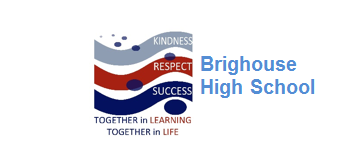 KINDNESS
RESPECT
SUCCESS
TOGETHER in LEARNING
TOGETHER in LIFE
Brighouse
High School